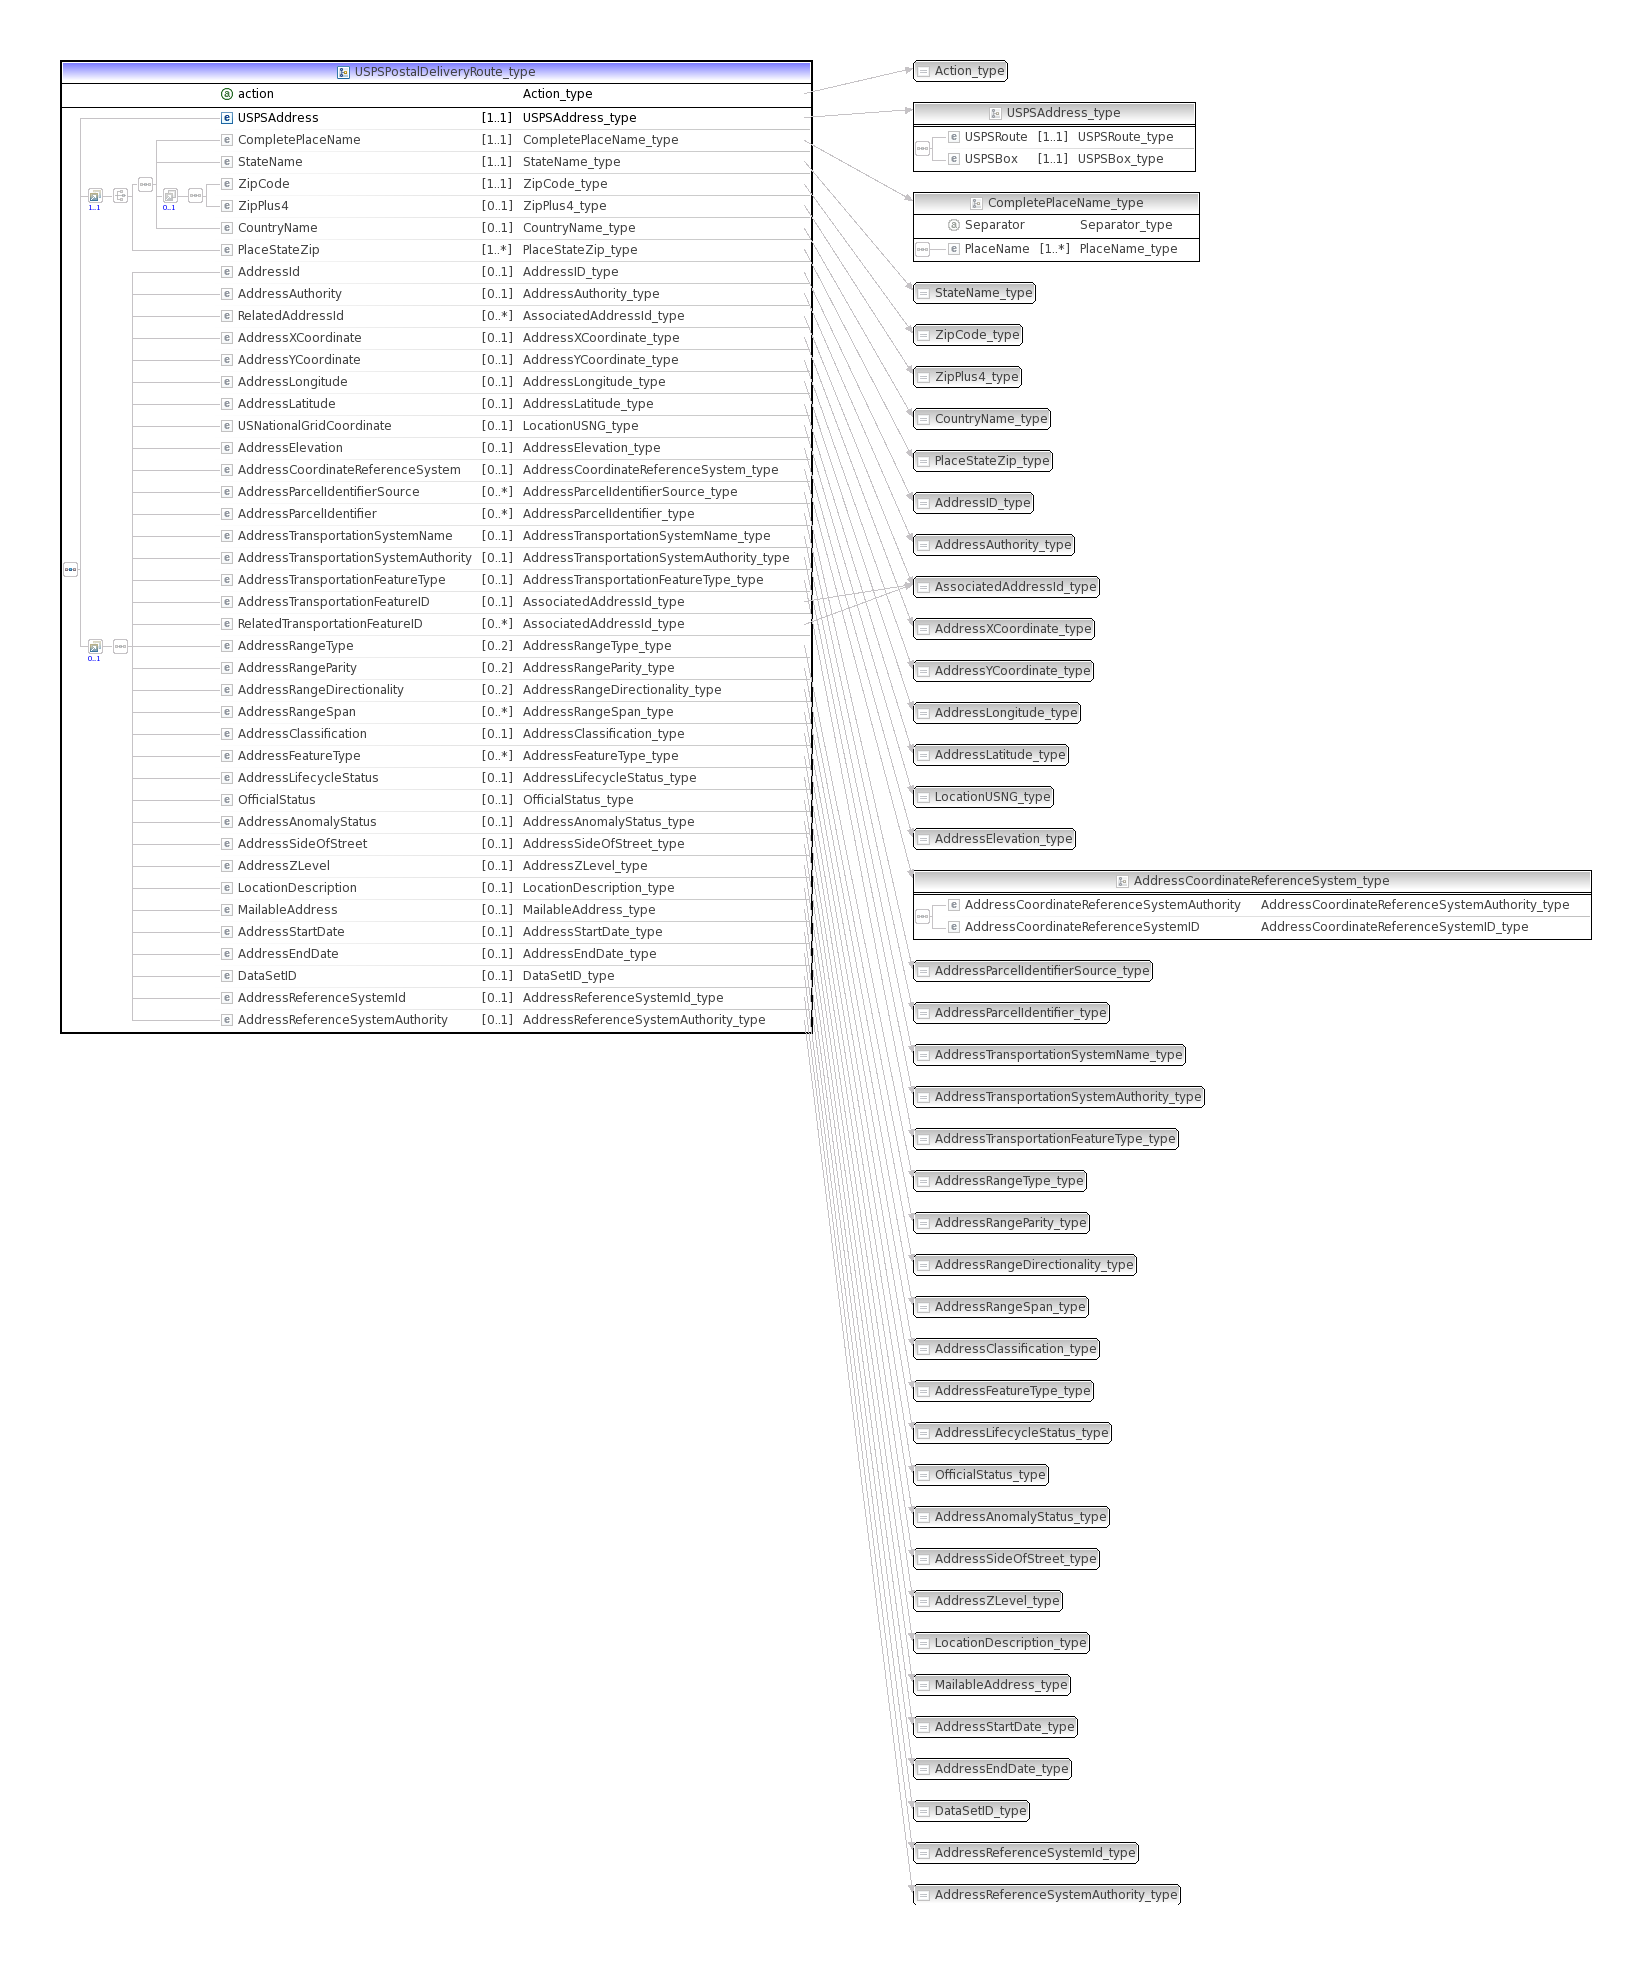 USPSPostalDeliveryRoute_type
a action Action_type
e USPSAddress [1..1] USPSAddress_type
e CompletePlaceName [1..1] CompletePlaceName_type
e StateName [1..1] StateName_type
e ZipCode [1..1] ZipCode_type
1..1
0..1
e ZipPlus4 [0..1] ZipPlus4_type
e CountryName [0..1] CountryName_type
e PlaceStateZip [1..*] PlaceStateZip_type
e AddressId [0..1] AddressID_type
e AddressAuthority [0..1] AddressAuthority_type
e RelatedAddressId [0..*] AssociatedAddressId_type
e AddressXCoordinate [0..1] AddressXCoordinate_type
e AddressYCoordinate [0..1] AddressYCoordinate_type
e AddressLongitude [0..1] AddressLongitude_type
e AddressLatitude [0..1] AddressLatitude_type
e USNationalGridCoordinate [0..1] LocationUSNG_type
e AddressElevation [0..1] AddressElevation_type
e AddressCoordinateReferenceSystem [0..1] AddressCoordinateReferenceSystem_type
e AddressParcelIdentifierSource [0..*] AddressParcelIdentifierSource_type
e AddressParcelIdentifier [0..*] AddressParcelIdentifier_type
e AddressTransportationSystemName [0..1] AddressTransportationSystemName_type
e AddressTransportationSystemAuthority [0..1] AddressTransportationSystemAuthority_type
e AddressTransportationFeatureType [0..1] AddressTransportationFeatureType_type
e AddressTransportationFeatureID [0..1] AssociatedAddressId_type
e RelatedTransportationFeatureID [0..*] AssociatedAddressId_type
e AddressRangeType [0..2] AddressRangeType_type
0..1
e AddressRangeParity [0..2] AddressRangeParity_type
e AddressRangeDirectionality [0..2] AddressRangeDirectionality_type
e AddressRangeSpan [0..*] AddressRangeSpan_type
e AddressClassification [0..1] AddressClassification_type
e AddressFeatureType [0..*] AddressFeatureType_type
e AddressLifecycleStatus [0..1] AddressLifecycleStatus_type
e OfficialStatus [0..1] OfficialStatus_type
e AddressAnomalyStatus [0..1] AddressAnomalyStatus_type
e AddressSideOfStreet [0..1] AddressSideOfStreet_type
e AddressZLevel [0..1] AddressZLevel_type
e LocationDescription [0..1] LocationDescription_type
e MailableAddress [0..1] MailableAddress_type
e AddressStartDate [0..1] AddressStartDate_type
e AddressEndDate [0..1] AddressEndDate_type
e DataSetID [0..1] DataSetID_type
e AddressReferenceSystemId [0..1] AddressReferenceSystemId_type
e AddressReferenceSystemAuthority [0..1] AddressReferenceSystemAuthority_type
Action_type
USPSAddress_type
e USPSRoute [1..1] USPSRoute_type
e USPSBox [1..1] USPSBox_type
CompletePlaceName_type
a Separator Separator_type
e PlaceName [1..*] PlaceName_type
StateName_type
ZipCode_type
ZipPlus4_type
CountryName_type
PlaceStateZip_type
AddressID_type
AddressAuthority_type
AssociatedAddressId_type
AddressXCoordinate_type
AddressYCoordinate_type
AddressLongitude_type
AddressLatitude_type
LocationUSNG_type
AddressElevation_type
AddressCoordinateReferenceSystem_type
e AddressCoordinateReferenceSystemAuthority AddressCoordinateReferenceSystemAuthority_type
e AddressCoordinateReferenceSystemID AddressCoordinateReferenceSystemID_type
AddressParcelIdentifierSource_type
AddressParcelIdentifier_type
AddressTransportationSystemName_type
AddressTransportationSystemAuthority_type
AddressTransportationFeatureType_type
AddressRangeType_type
AddressRangeParity_type
AddressRangeDirectionality_type
AddressRangeSpan_type
AddressClassification_type
AddressFeatureType_type
AddressLifecycleStatus_type
OfficialStatus_type
AddressAnomalyStatus_type
AddressSideOfStreet_type
AddressZLevel_type
LocationDescription_type
MailableAddress_type
AddressStartDate_type
AddressEndDate_type
DataSetID_type
AddressReferenceSystemId_type
AddressReferenceSystemAuthority_type